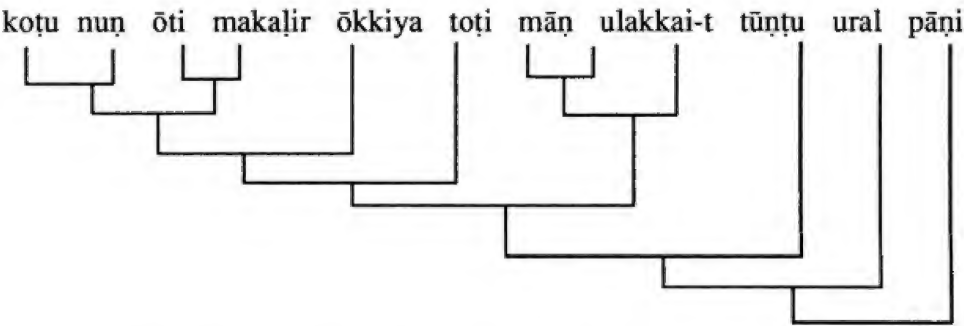 koṭu nuṇ ōti makaḷir ōkkiya toṭi māṇ ulakkai-t tūṇṭu ural pāṇi